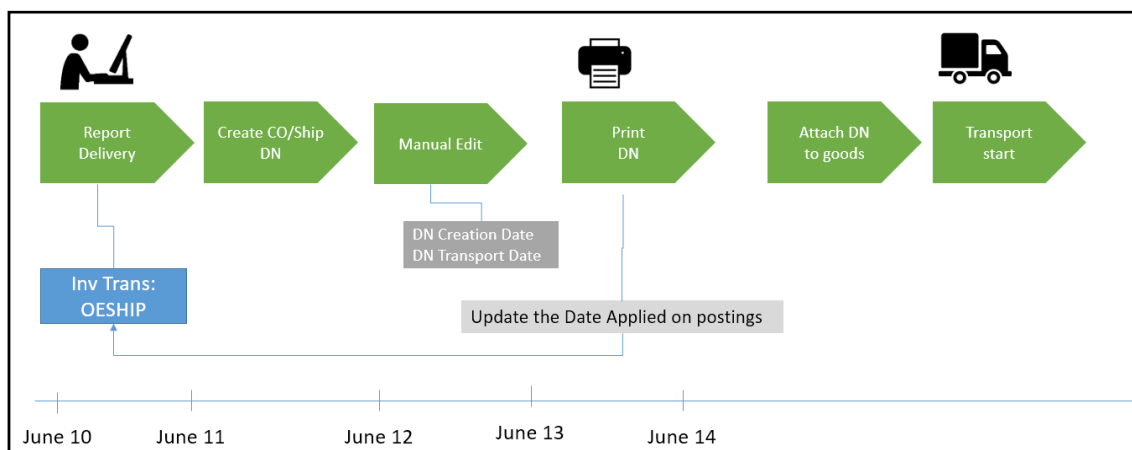 Report
Delivery
Create CO/Ship
DN
Manual Edit
Print
DN
Attach DN
to goods
Transport
start
DN Creation Date
DN Transport Date
Inv Trans:
OESHIP
Update the Date Applied on postings
June 10
June 11
June 12
June 13
June 14